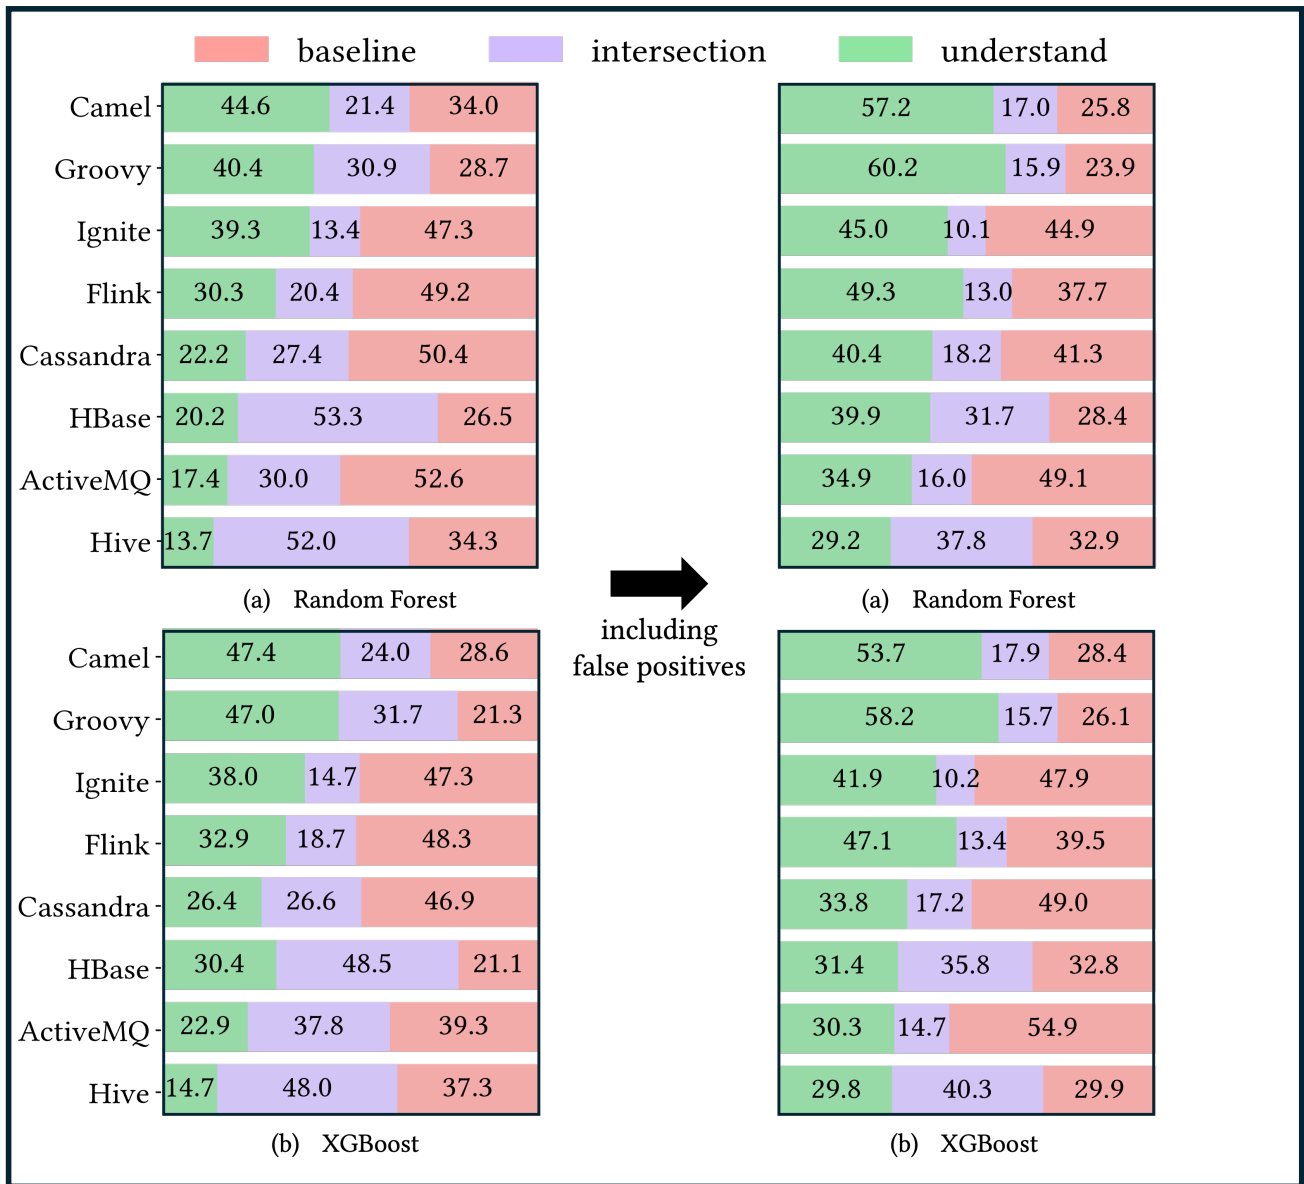 baseline intersection understand
Camel 44.6 21.4 34.0 57.2 17.0 25.8
Groovy 40.4 30.9 28.7 60.2 15.9 23.9
Ignite 39.3 13.4 47.3 45.0 10.1 44.9
Flink 30.3 20.4 49.2 49.3 13.0 37.7
Cassandra 22.2 27.4 50.4 40.4 18.2 41.3
HBase 20.2 53.3 26.5 39.9 31.7 28.4
ActiveMQ 17.4 30.0 52.6 34.9 16.0 49.1
Hive 13.7 52.0 34.3 29.2 37.8 32.9
(a) Random Forest (a) Random Forest
including
false positives
Camel 47.4 24.0 28.6 53.7 17.9 28.4
Groovy 47.0 31.7 21.3 58.2 15.7 26.1
Ignite 38.0 14.7 47.3 41.9 10.2 47.9
Flink 32.9 18.7 48.3 47.1 13.4 39.5
Cassandra 26.4 26.6 46.9 33.8 17.2 49.0
HBase 30.4 48.5 21.1 31.4 35.8 32.8
ActiveMQ 22.9 37.8 39.3 30.3 14.7 54.9
Hive 14.7 48.0 37.3 29.8 40.3 29.9
(b) XGBoost (b) XGBoost